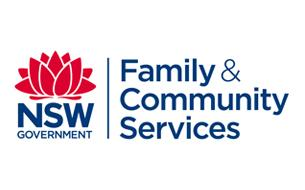 NSW
GOVERNMENT
Family &
Community
Services